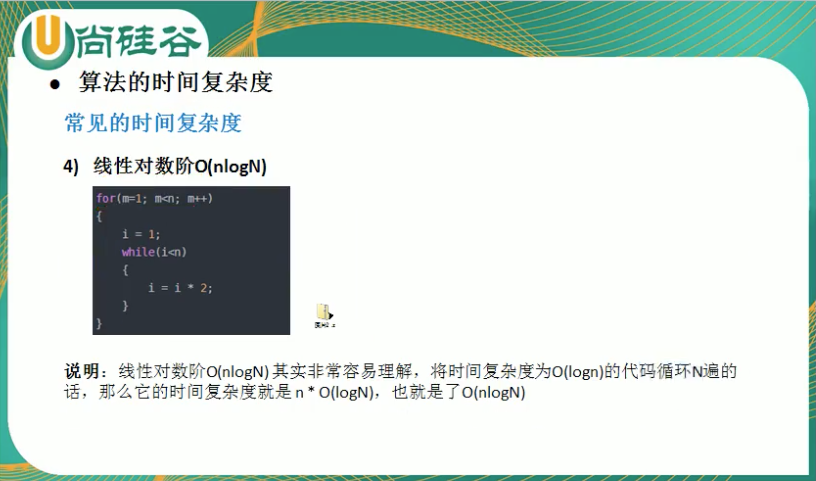 尚硅谷
● 算法的时间复杂度
常见的时间复杂度
4) 线性对数阶O(nlogN)
for(m=1; m<n; m++)
{
i = 1;
while(i<n)
{
i = i * 2;
}
}
说明：线性对数阶O(nlogN) 其实非常容易理解，将时间复杂度为O(logn)的代码循环N遍的
话，那么它的时间复杂度就是 n * O(logN)，也就是了O(nlogN)